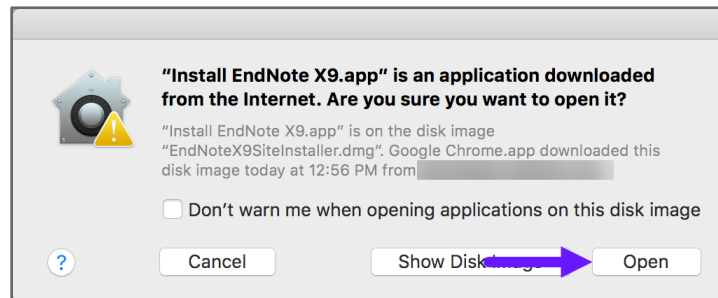 “Install EndNote X9.app” is an application downloaded
from the Internet. Are you sure you want to open it?
“Install EndNote X9.app” is on the disk image
“EndNoteX9SiteInstaller.dmg”. Google Chrome.app downloaded this
disk image today at 12:56 PM from
Don’t warn me when opening applications on this disk image
? Cancel Show Disk Image Open